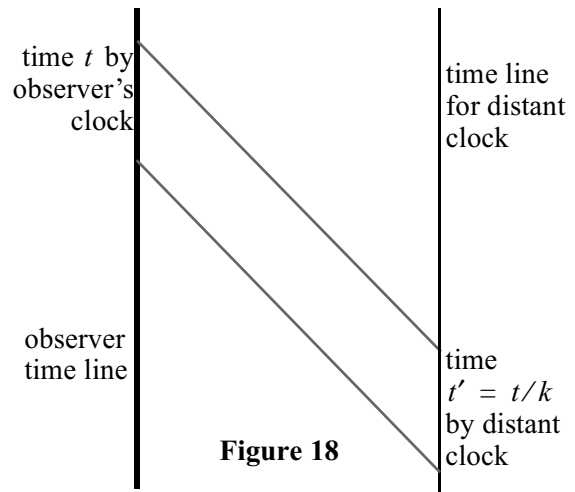 time t by
observer's
clock
time line
for distant
clock
observer
time line
time
t′ = t/k
by distant
clock
Figure 18